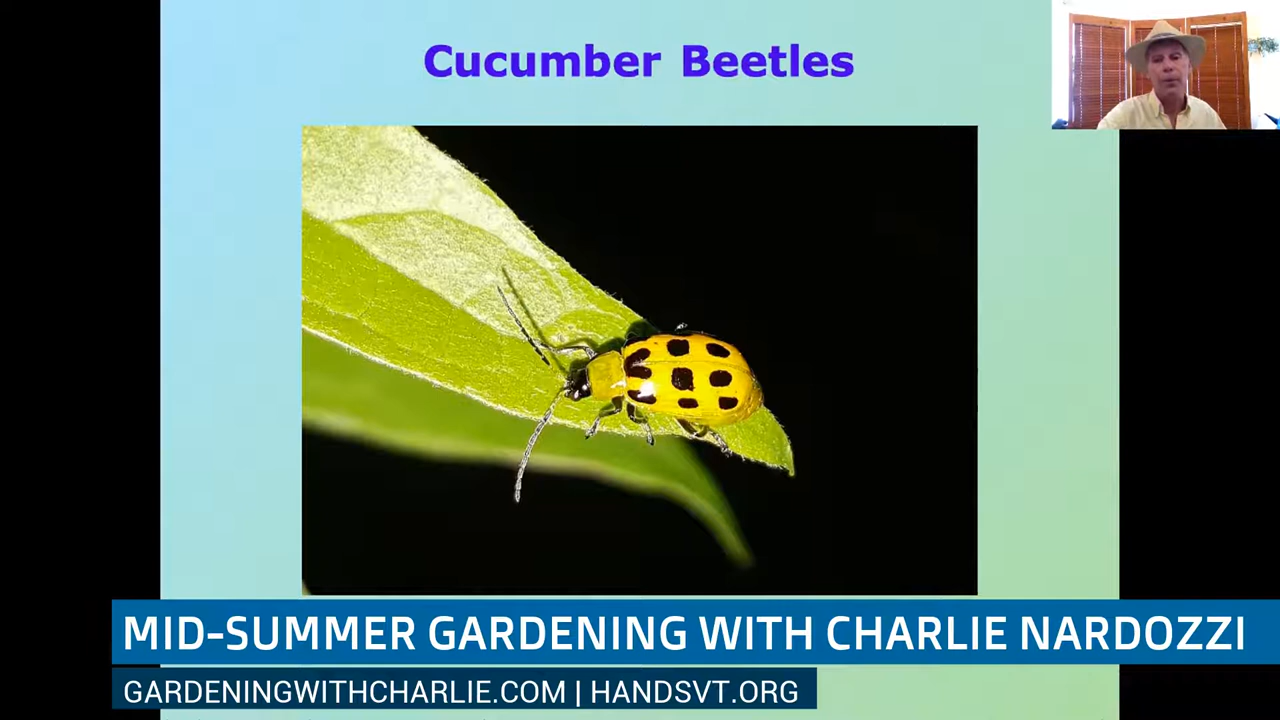 Cucumber Beetles
MID-SUMMER GARDENING WITH CHARLIE NARDOZZI
GARDENINGWITHCHARLIE.COM | HANDSVT.ORG